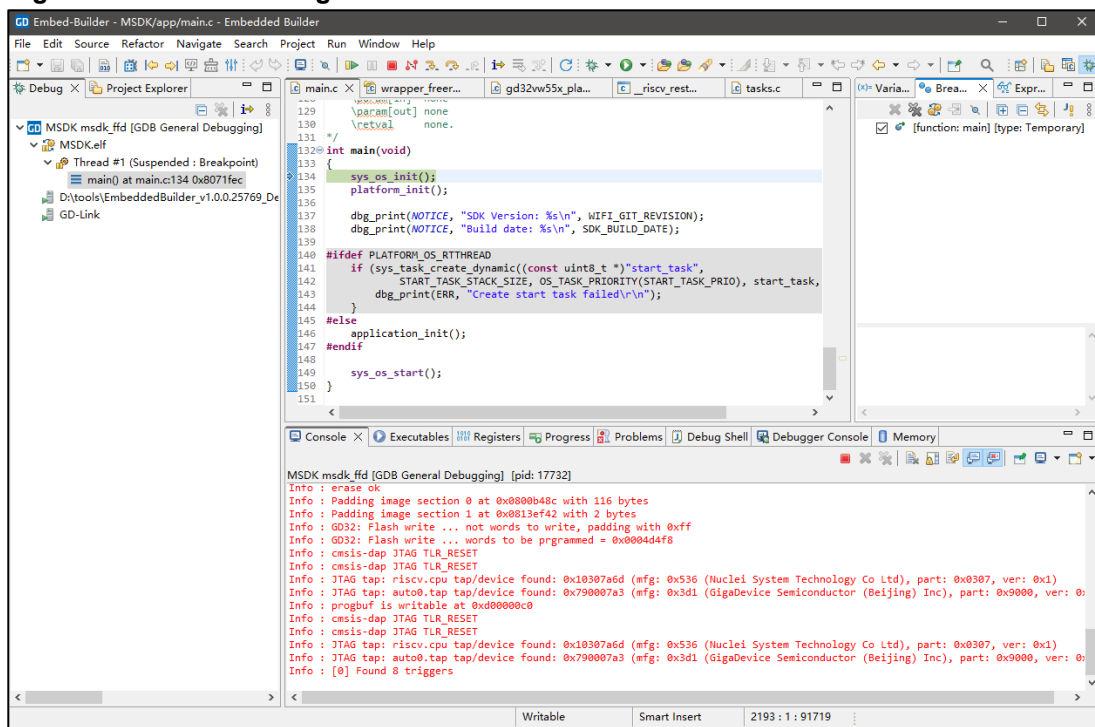 GD Embed-Builder - MSDK/app/main.c - Embedded Builder
File Edit Source Refactor Navigate Search Project Run Window Help
Debug Project Explorer
MSDK msdk_ffd [GDB General Debugging]
MSDK.elf
Thread #1 (Suspended : Breakpoint)
main() at main.c:134 0x8071fec
D:\tools\EmbeddedBuilder_v1.0.0.25769_De
GD-Link
main.c wrapper_freer... gd32vw55x_pla... _riscv_rest... tasks.c
129 \param[out] none
130 \retval none.
131 */
132 int main(void)
133 {
134 sys_os_init();
135 platform_init();
136
137 dbg_print(NOTICE, "SDK Version: %s\n", WIFI_GIT_REVISION);
138 dbg_print(NOTICE, "Build date: %s\n", SDK_BUILD_DATE);
139
140 #ifdef PLATFORM_OS_RTTHREAD
141 if (sys_task_create_dynamic((const uint8_t *)"start_task",
142 START_TASK_STACK_SIZE, OS_TASK_PRIORITY(START_TASK_PRIO), start_task,
143 dbg_print(ERR, "Create start task failed\r\n");
144 }
145 #else
146 application_init();
147 #endif
148
149 sys_os_start();
150 }
151
(x)= Varia... Brea... Expr...
[function: main] [type: Temporary]
Console Executables Registers Progress Problems Debug Shell Debugger Console Memory
MSDK msdk_ffd [GDB General Debugging] [pid: 17732]
Info : erase ok
Info : Padding image section 0 at 0x0800b48c with 116 bytes
Info : Padding image section 1 at 0x0813ef42 with 2 bytes
Info : GD32: Flash write ... not words to write, padding with 0xff
Info : GD32: Flash write ... words to be prgrammed = 0x0004d4f8
Info : cmsis-dap JTAG TLR_RESET
Info : cmsis-dap JTAG TLR_RESET
Info : JTAG tap: riscv.cpu tap/device found: 0x10307a6d (mfg: 0x536 (Nuclei System Technology Co Ltd), part: 0x0307, ver: 0x1)
Info : JTAG tap: auto0.tap tap/device found: 0x790007a3 (mfg: 0x3d1 (GigaDevice Semiconductor (Beijing) Inc), part: 0x9000, ver: 0x
Info : progbuf is writable at 0xd00000c0
Info : cmsis-dap JTAG TLR_RESET
Info : cmsis-dap JTAG TLR_RESET
Info : JTAG tap: riscv.cpu tap/device found: 0x10307a6d (mfg: 0x536 (Nuclei System Technology Co Ltd), part: 0x0307, ver: 0x1)
Info : JTAG tap: auto0.tap tap/device found: 0x790007a3 (mfg: 0x3d1 (GigaDevice Semiconductor (Beijing) Inc), part: 0x9000, ver: 0x
Info : [0] Found 8 triggers
Writable Smart Insert 2193 : 1 : 91719